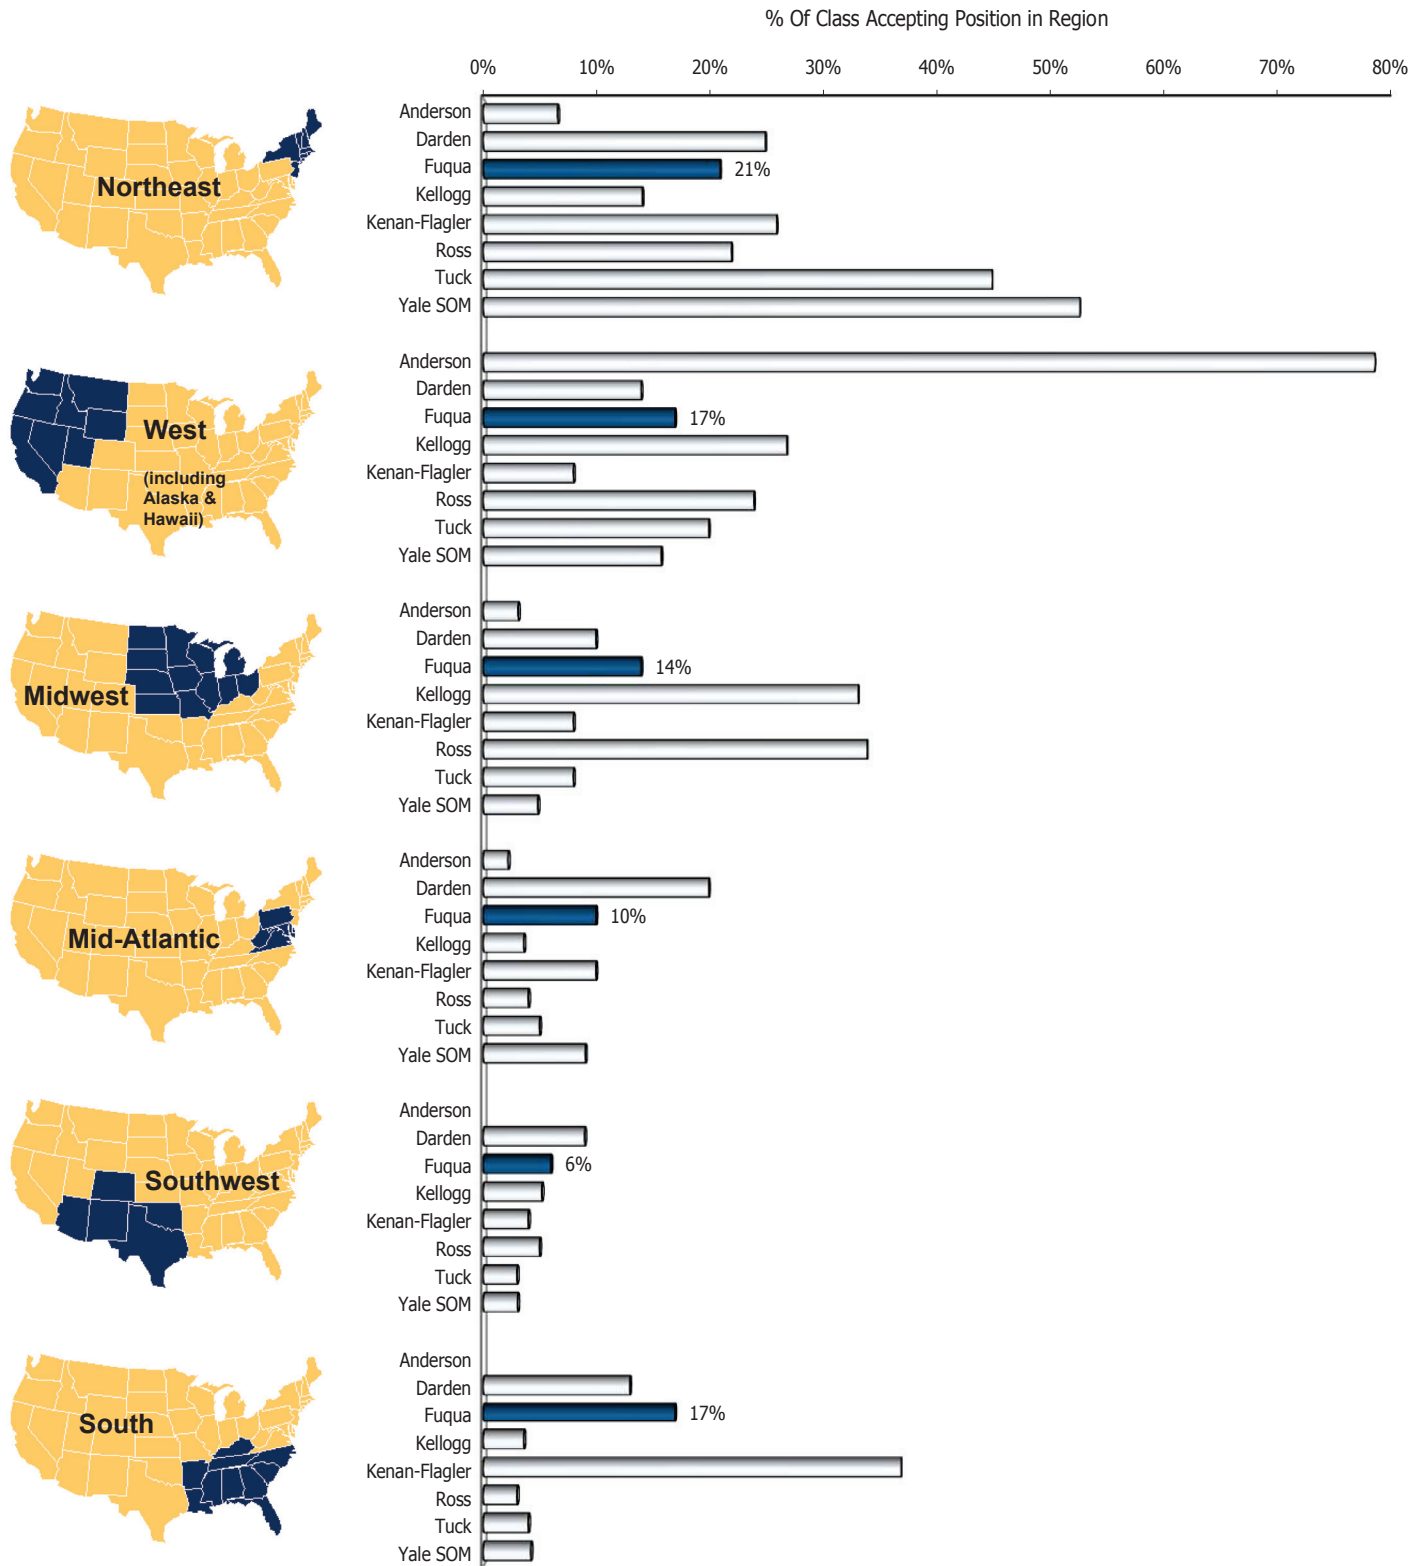 % Of Class Accepting Position in Region
0% 10% 20% 30% 40% 50% 60% 70% 80%
Northeast
Anderson
Darden
Fuqua 21%
Kellogg
Kenan-Flagler
Ross
Tuck
Yale SOM
West
(including
Alaska &
Hawaii)
Anderson
Darden
Fuqua 17%
Kellogg
Kenan-Flagler
Ross
Tuck
Yale SOM
Midwest
Anderson
Darden
Fuqua 14%
Kellogg
Kenan-Flagler
Ross
Tuck
Yale SOM
Mid-Atlantic
Anderson
Darden
Fuqua 10%
Kellogg
Kenan-Flagler
Ross
Tuck
Yale SOM
Southwest
Anderson
Darden
Fuqua 6%
Kellogg
Kenan-Flagler
Ross
Tuck
Yale SOM
South
Anderson
Darden
Fuqua 17%
Kellogg
Kenan-Flagler
Ross
Tuck
Yale SOM